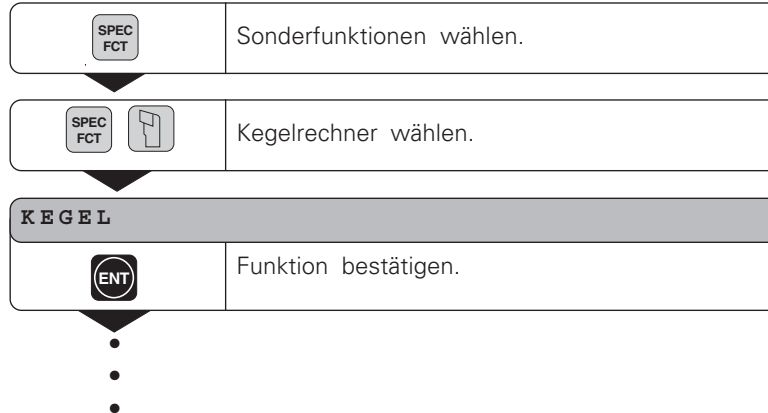 SPEC
FCT
Sonderfunktionen wählen.
SPEC
FCT
Kegelrechner wählen.
KEGEL
ENT
Funktion bestätigen.